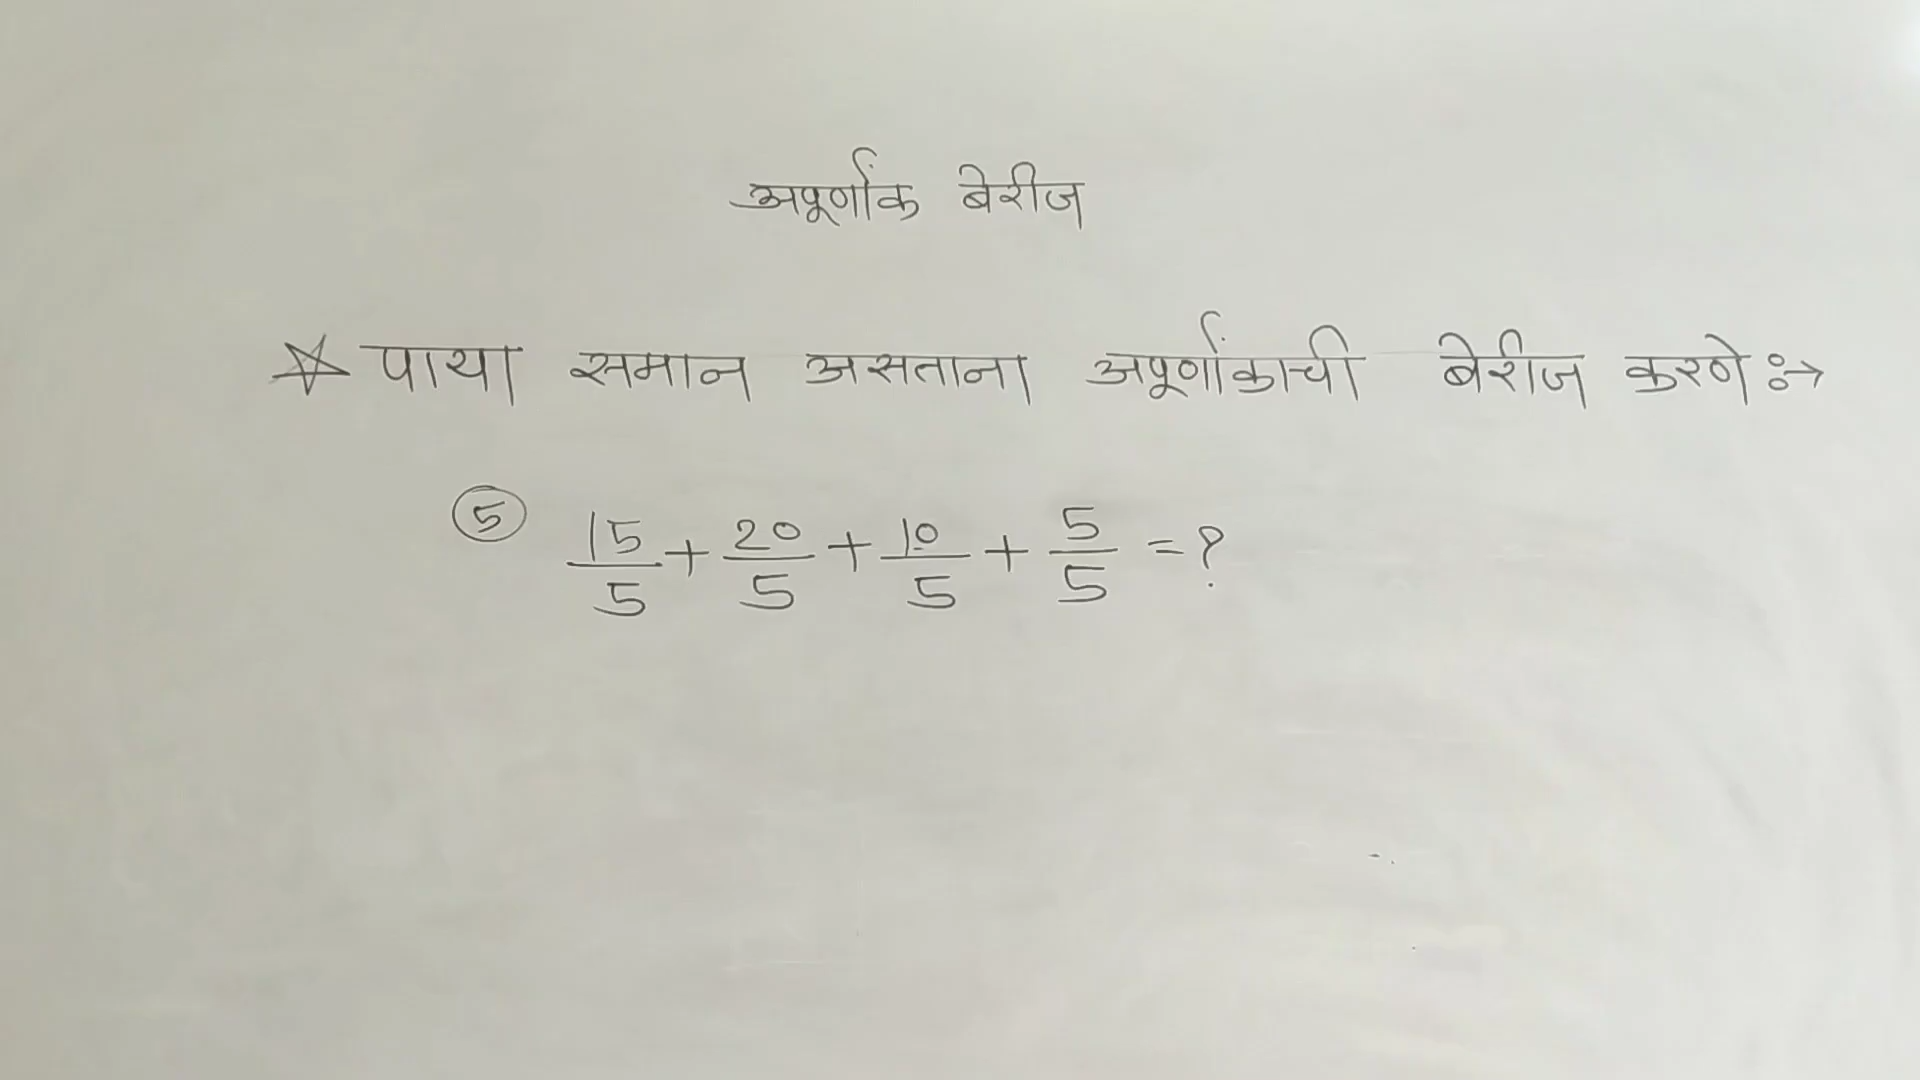 अपूर्णांक बेरीज
☆ पाया समान असताना अपूर्णांकाची बेरीज करणे :→
⑤ 15/5 + 20/5 + 10/5 + 5/5 = ?